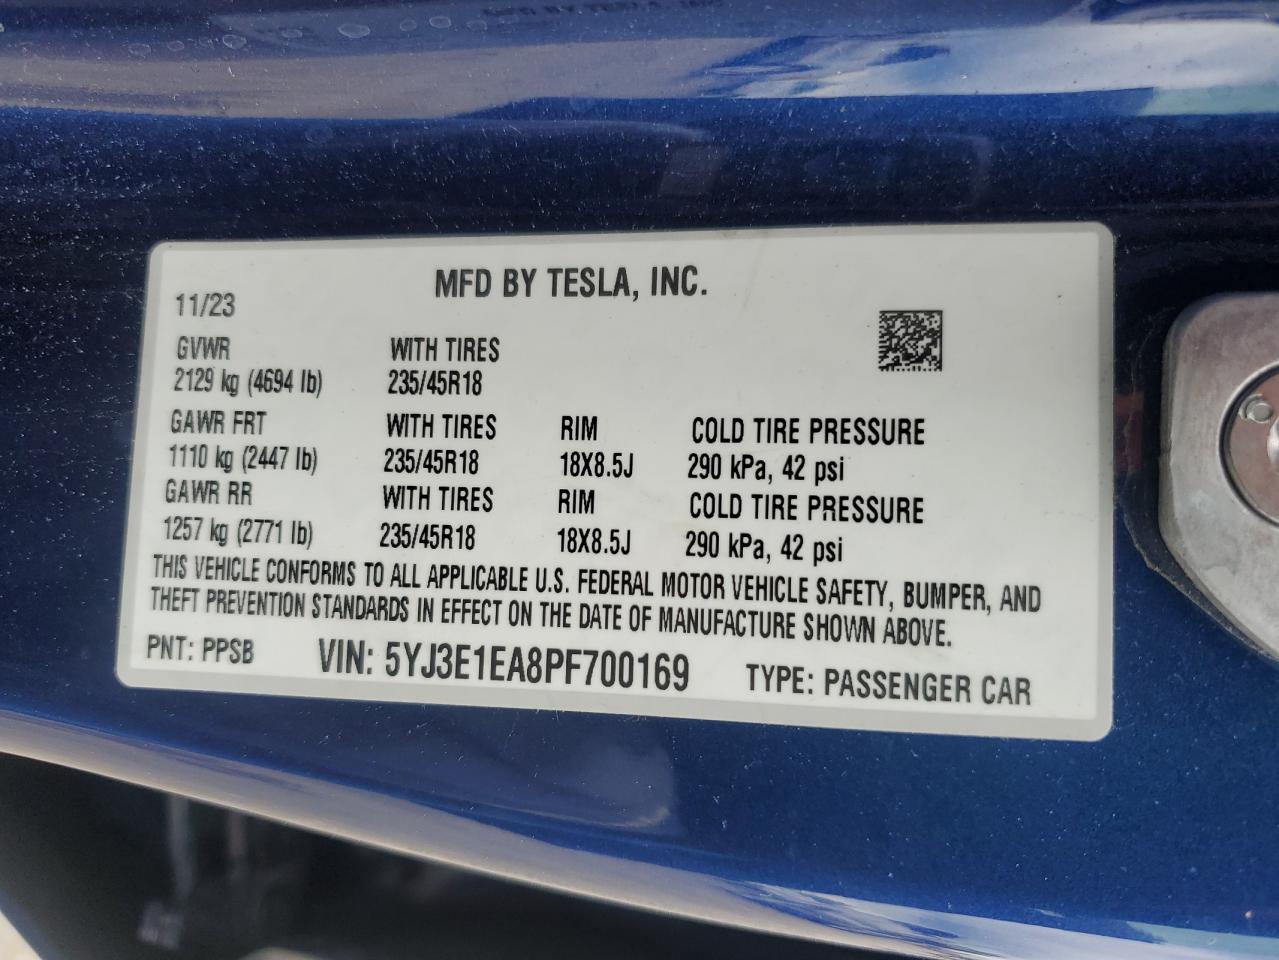 MFD BY TESLA, INC.
11/23
GVWR WITH TIRES
2129 kg (4694 lb) 235/45R18
GAWR FRT WITH TIRES RIM COLD TIRE PRESSURE
1110 kg (2447 lb) 235/45R18 18X8.5J 290 kPa, 42 psi
GAWR RR WITH TIRES RIM COLD TIRE PRESSURE
1257 kg (2771 lb) 235/45R18 18X8.5J 290 kPa, 42 psi
THIS VEHICLE CONFORMS TO ALL APPLICABLE U.S. FEDERAL MOTOR VEHICLE SAFETY, BUMPER, AND
THEFT PREVENTION STANDARDS IN EFFECT ON THE DATE OF MANUFACTURE SHOWN ABOVE.
PNT: PPSB VIN: 5YJ3E1EA8PF700169 TYPE: PASSENGER CAR